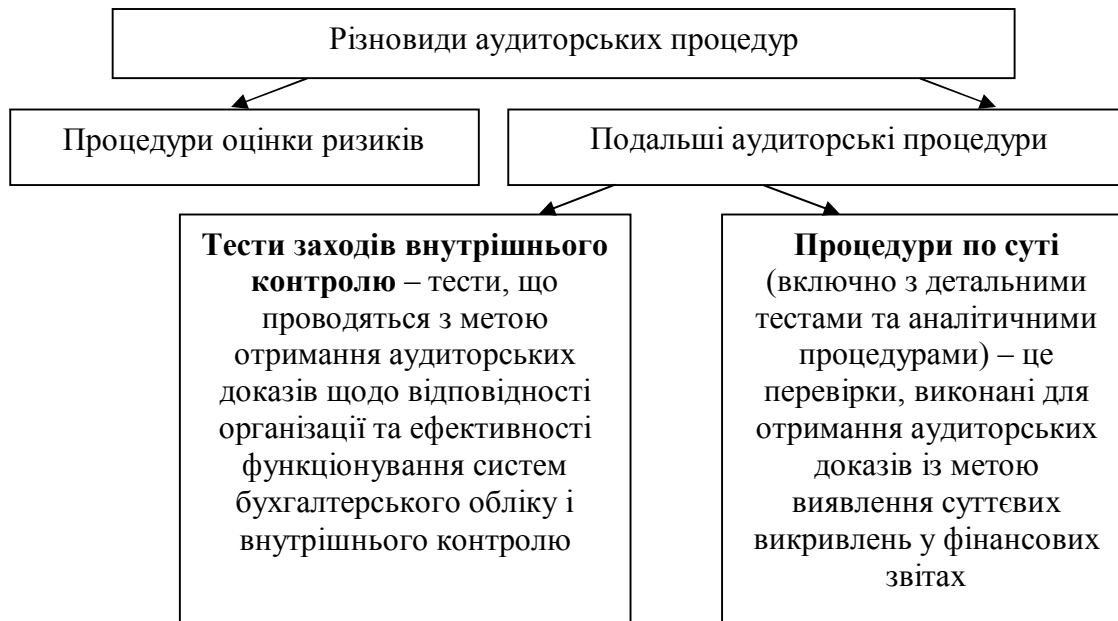 Різновиди аудиторських процедур
Процедури оцінки ризиків
Подальші аудиторські процедури
Тести заходів внутрішнього
контролю – тести, що
проводяться з метою
отримання аудиторських
доказів щодо відповідності
організації та ефективності
функціонування систем
бухгалтерського обліку і
внутрішнього контролю
Процедури по суті
(включно з детальними
тестами та аналітичними
процедурами) – це
перевірки, виконані для
отримання аудиторських
доказів із метою
виявлення суттєвих
викривлень у фінансових
звітах